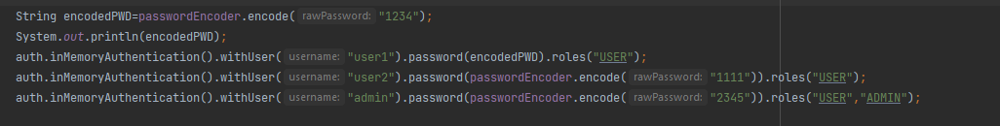 String encodedPWD=passwordEncoder.encode( rawPassword: "1234");
System.out.println(encodedPWD);
auth.inMemoryAuthentication().withUser( username: "user1").password(encodedPWD).roles("USER");
auth.inMemoryAuthentication().withUser( username: "user2").password(passwordEncoder.encode( rawPassword: "1111")).roles("USER");
auth.inMemoryAuthentication().withUser( username: "admin").password(passwordEncoder.encode( rawPassword: "2345")).roles("USER","ADMIN");